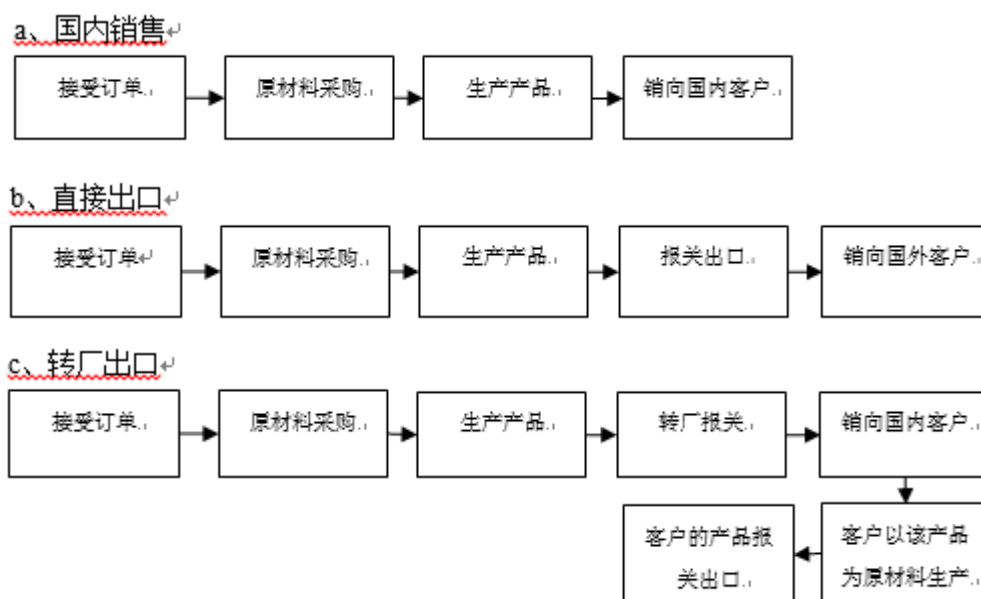 a、国内销售
接受订单 原材料采购 生产产品 销向国内客户
b、直接出口
接受订单 原材料采购 生产产品 报关出口 销向国外客户
c、转厂出口
接受订单 原材料采购 生产产品 转厂报关 销向国内客户
客户的产品报
关出口
客户以该产品
为原材料生产